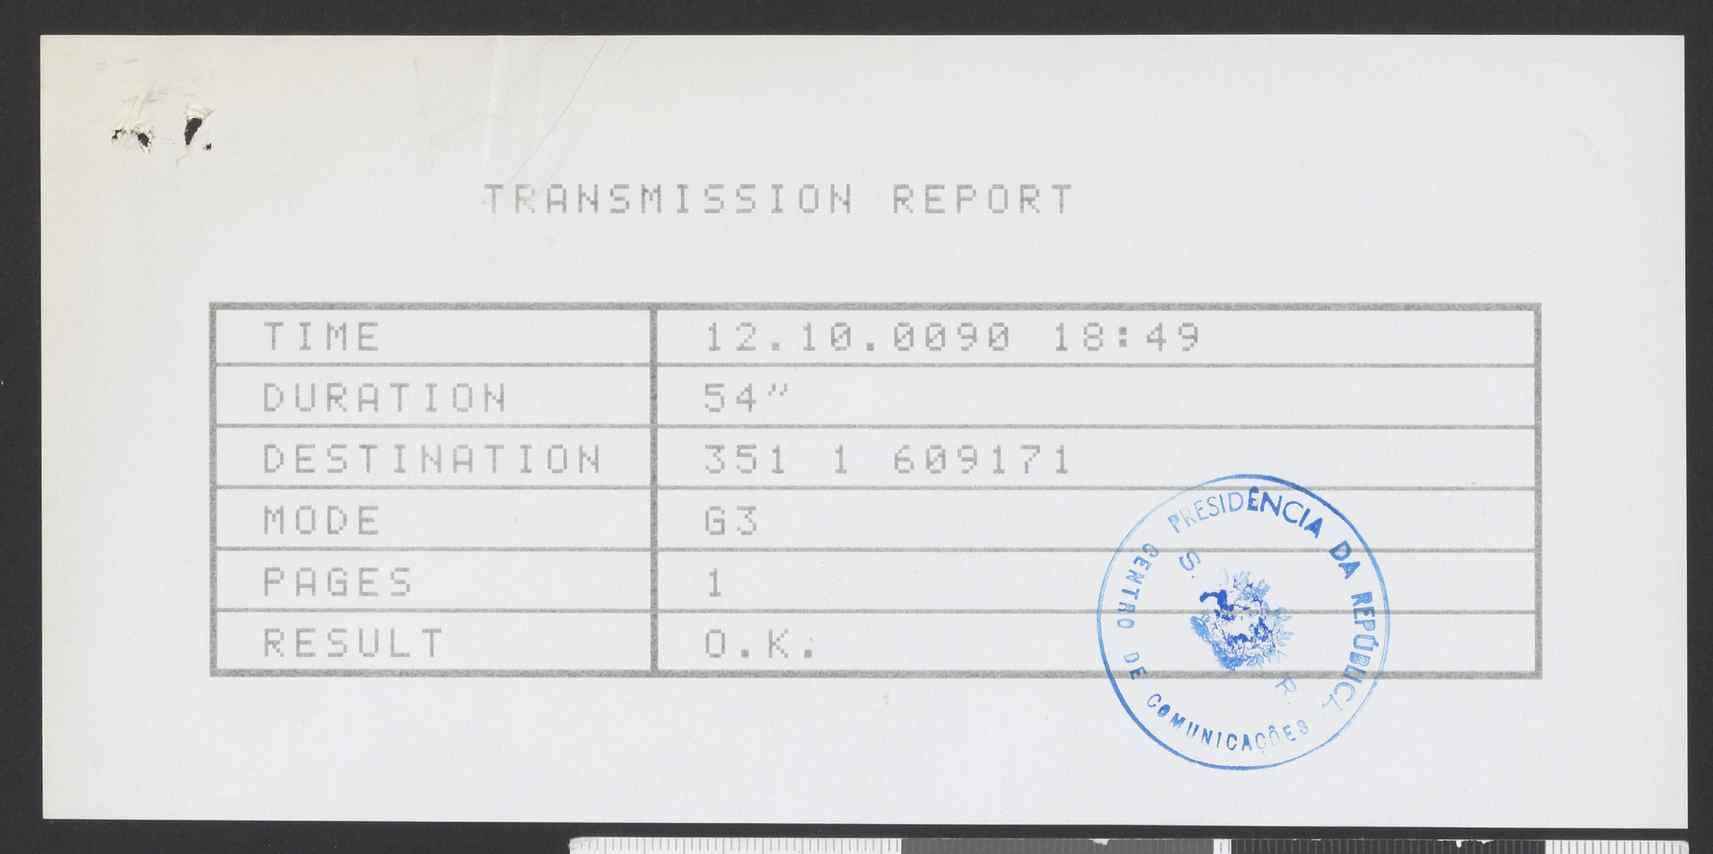 TRANSMISSION REPORT
TIME 12.10.0090 18:49
DURATION 54"
DESTINATION 351 1 609171
MODE G3
PAGES 1
RESULT O.K.
PRESIDÊNCIA DA REPÚBLICA
S. R.
CENTRO DE COMUNICAÇÕES